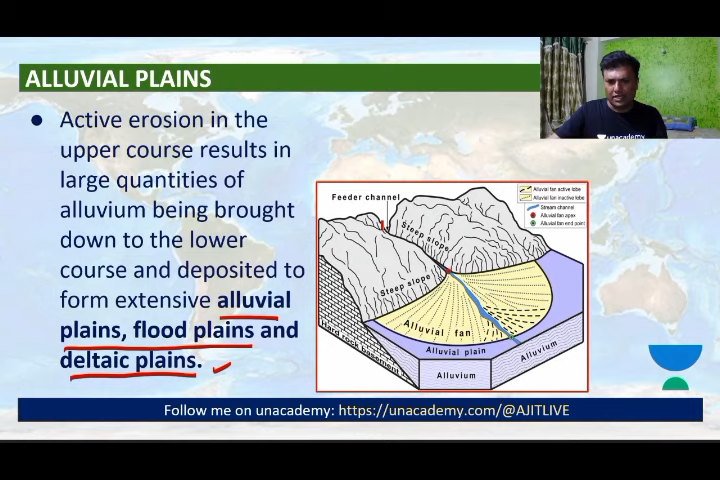 ALLUVIAL PLAINS
Active erosion in the
upper course results in
large quantities of
alluvium being brought
down to the lower
course and deposited to
form extensive alluvial
plains, flood plains and
deltaic plains.
unacademy
Feeder channel
Steep slope
Steep slope
Alluvial fan active lobe
Alluvial fan inactive lobe
Stream channel
Alluvial fan apex
Alluvial fan end point
Alluvial fan
Hard rock basement
Alluvial plain
Alluvium
Alluvium
Follow me on unacademy: https://unacademy.com/@AJITLIVE